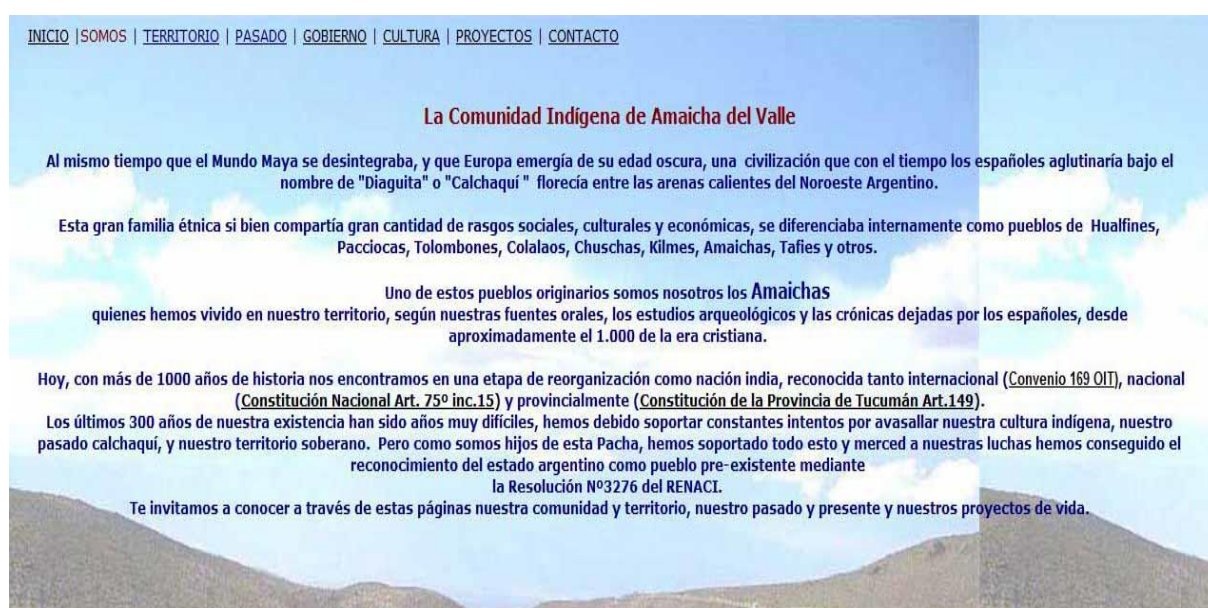 INICIO |SOMOS | TERRITORIO | PASADO | GOBIERNO | CULTURA | PROYECTOS | CONTACTO
La Comunidad Indígena de Amaicha del Valle
Al mismo tiempo que el Mundo Maya se desintegraba, y que Europa emergía de su edad oscura, una civilización que con el tiempo los españoles aglutinaría bajo el
nombre de "Diaguita" o "Calchaquí " florecía entre las arenas calientes del Noroeste Argentino.
Esta gran familia étnica si bien compartía gran cantidad de rasgos sociales, culturales y económicas, se diferenciaba internamente como pueblos de Hualfines,
Pacciocas, Tolombones, Colalaos, Chuschas, Kilmes, Amaichas, Tafies y otros.
Uno de estos pueblos originarios somos nosotros los Amaichas
quienes hemos vivido en nuestro territorio, según nuestras fuentes orales, los estudios arqueológicos y las crónicas dejadas por los españoles, desde
aproximadamente el 1.000 de la era cristiana.
Hoy, con más de 1000 años de historia nos encontramos en una etapa de reorganización como nación india, reconocida tanto internacional (Convenio 169 OIT), nacional
(Constitución Nacional Art. 75º inc.15) y provincialmente (Constitución de la Provincia de Tucumán Art.149).
Los últimos 300 años de nuestra existencia han sido años muy difíciles, hemos debido soportar constantes intentos por avasallar nuestra cultura indígena, nuestro
pasado calchaquí, y nuestro territorio soberano. Pero como somos hijos de esta Pacha, hemos soportado todo esto y merced a nuestras luchas hemos conseguido el
reconocimiento del estado argentino como pueblo pre-existente mediante
la Resolución Nº3276 del RENACI.
Te invitamos a conocer a través de estas páginas nuestra comunidad y territorio, nuestro pasado y presente y nuestros proyectos de vida.